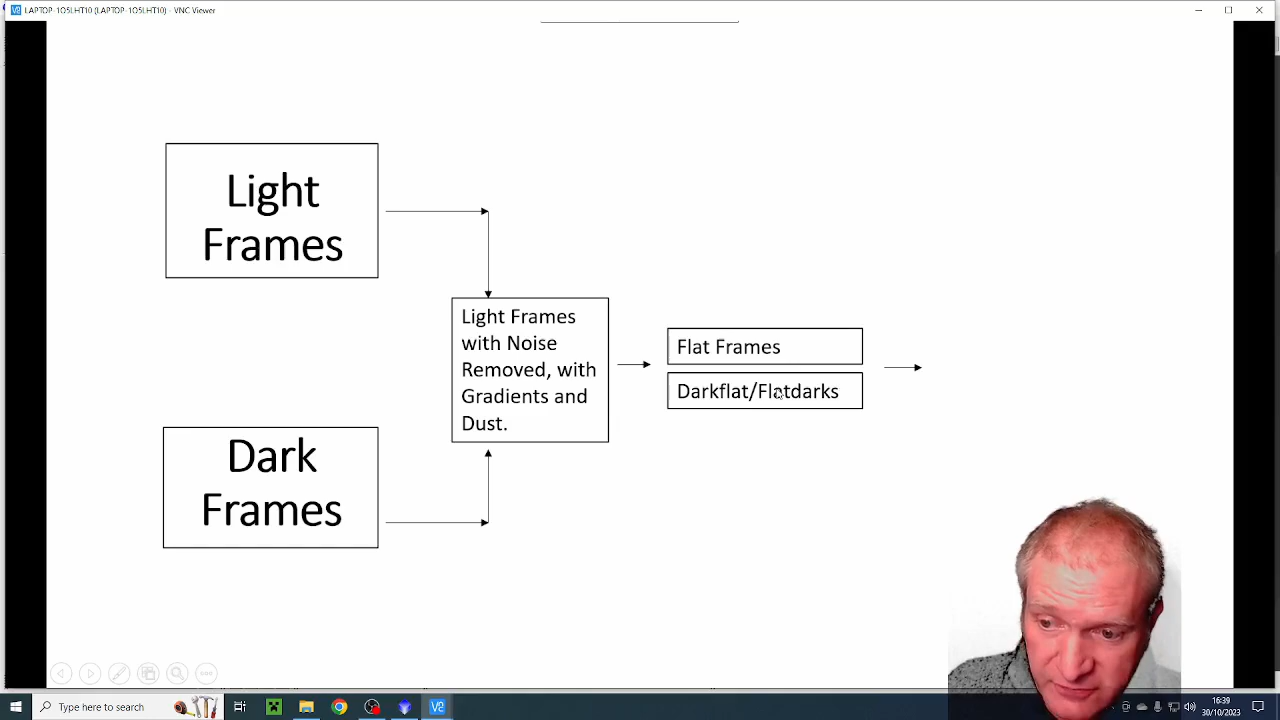 LAPTOP-1O5LHT10 (LAPTOP-1O5LHT10) - VNC Viewer
Light
Frames
Light Frames
with Noise
Removed, with
Gradients and
Dust.
Flat Frames
Darkflat/Flatdarks
Dark
Frames
Type here to search
16:39
30/10/2023